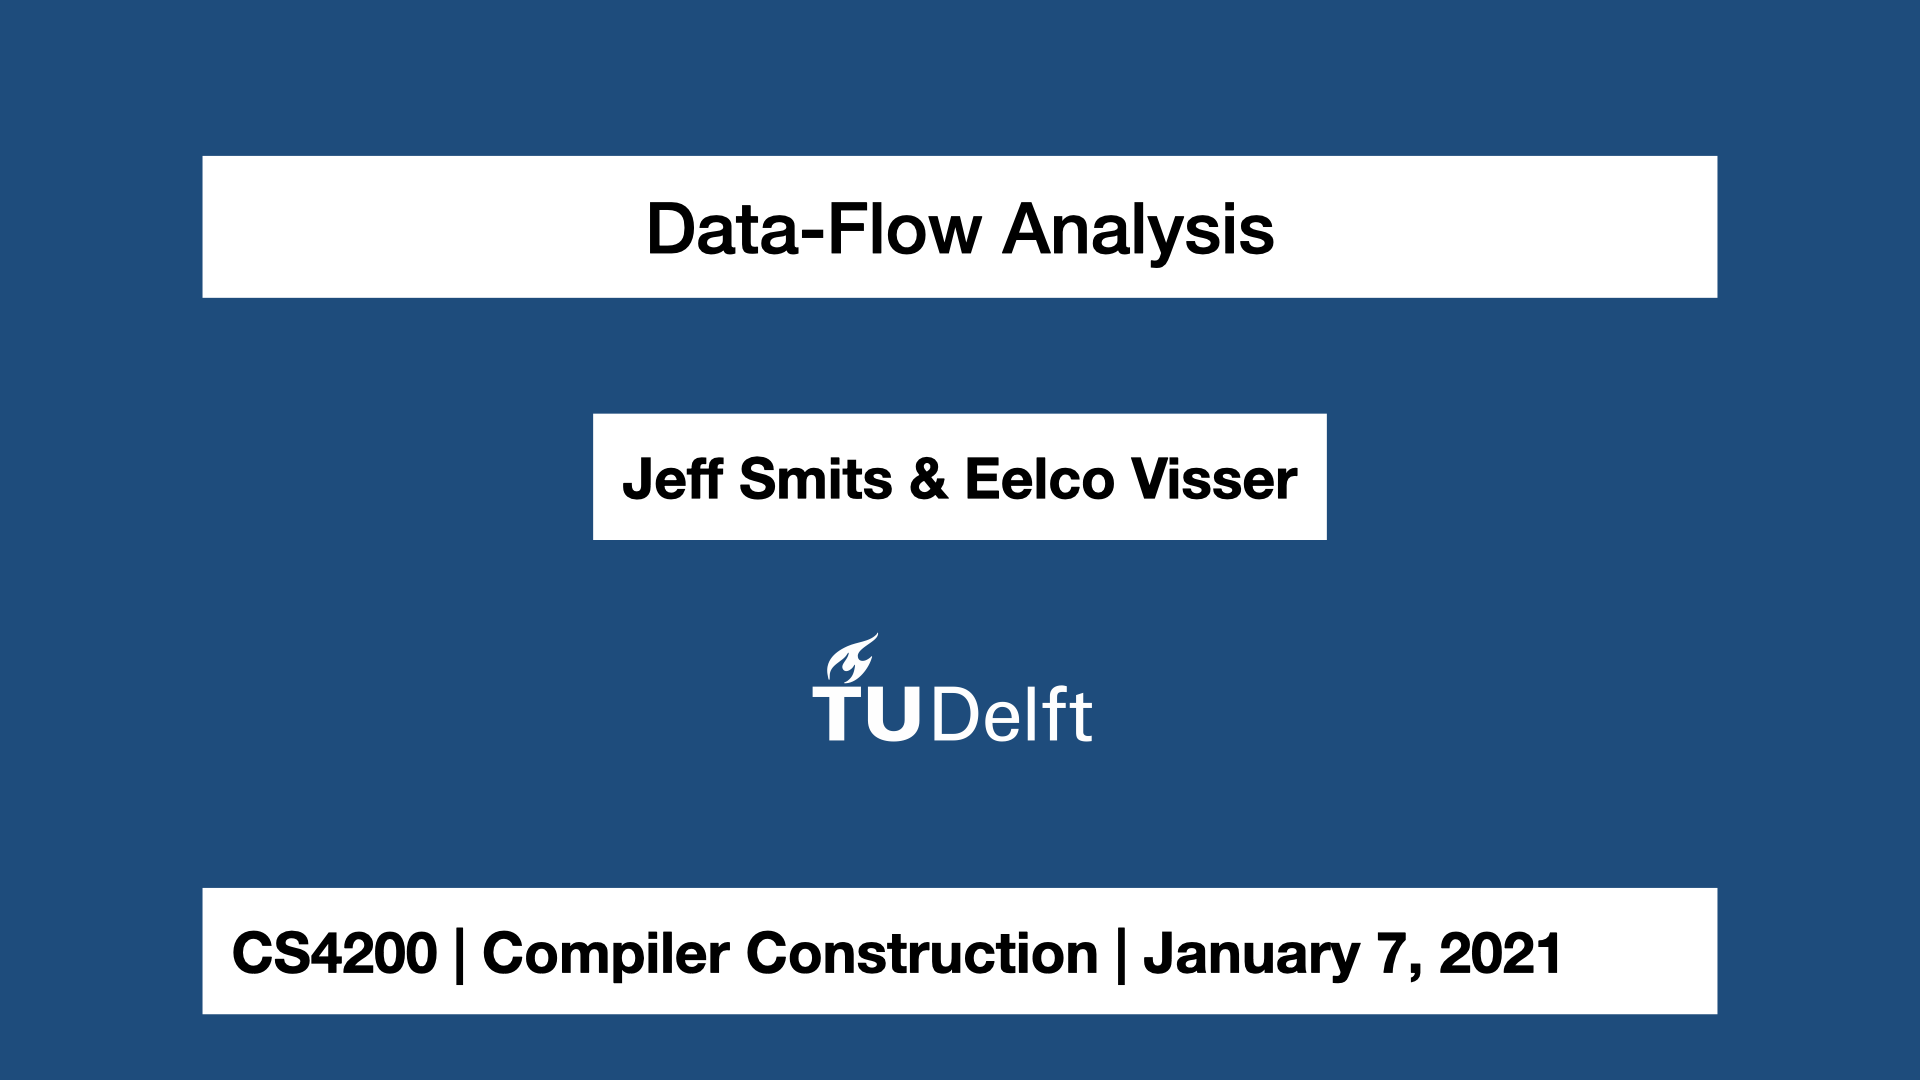 Data-Flow Analysis
Jeff Smits & Eelco Visser
TU Delft
CS4200 | Compiler Construction | January 7, 2021